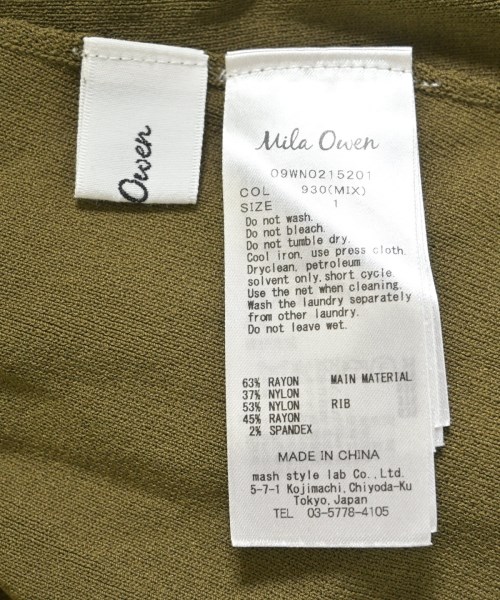 Owen
Mila Owen
09WNO215201
COL 930(MIX)
SIZE 1
Do not wash.
Do not bleach.
Do not tumble dry.
Cool iron, use press cloth.
Dryclean, petroleum
solvent only,short cycle.
Use the net when cleaning.
Wash the laundry separately
from other laundry.
Do not leave wet.
63% RAYON MAIN MATERIAL
37% NYLON
53% NYLON RIB
45% RAYON
2% SPANDEX
MADE IN CHINA
mash style lab Co.,Ltd.
5-7-1 Kojimachi,Chiyoda-Ku
Tokyo,Japan
TEL 03-5778-4105